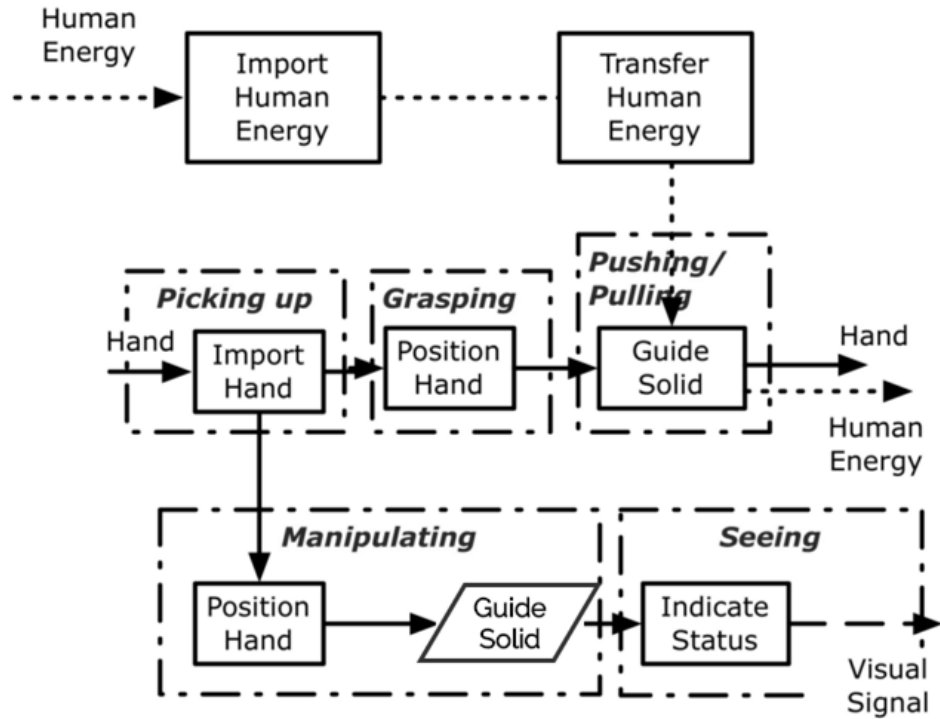 Human
Energy
Import
Human
Energy
Transfer
Human
Energy
Picking up
Grasping
Pushing/
Pulling
Hand
Import
Hand
Position
Hand
Guide
Solid
Hand
Human
Energy
Manipulating
Seeing
Position
Hand
Guide
Solid
Indicate
Status
Visual
Signal